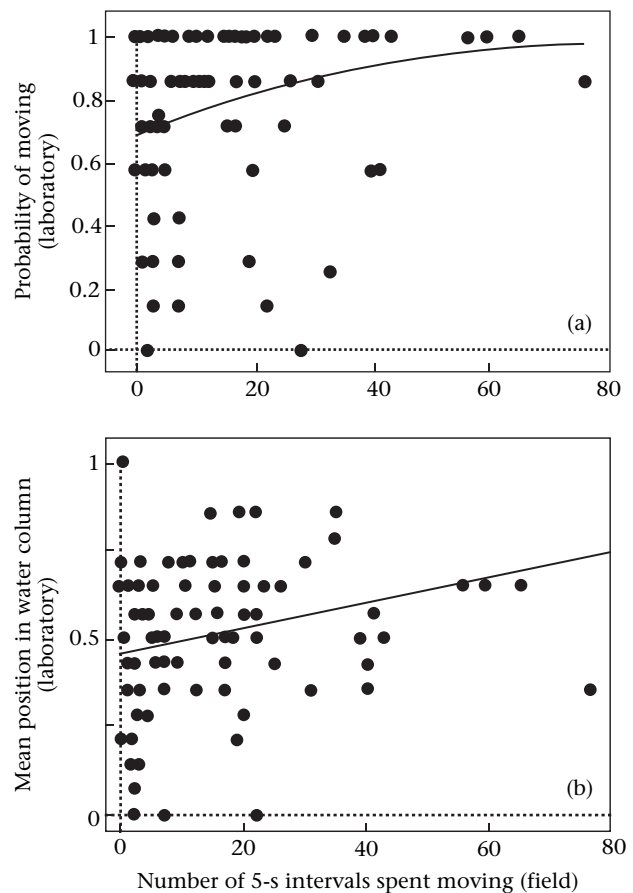 Probability of moving
(laboratory)
1
0.8
0.6
0.4
0.2
0
0
20
40
60
80
(a)
Mean position in water column
(laboratory)
1
0.5
0
0
20
40
60
80
(b)
Number of 5-s intervals spent moving (field)